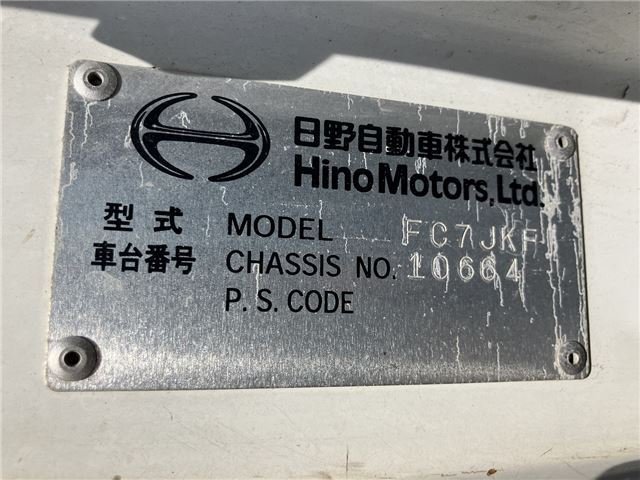 日野自動車株式会社
Hino Motors, Ltd.
型式 MODEL FC7JKF
車台番号 CHASSIS NO. 10664
P. S. CODE